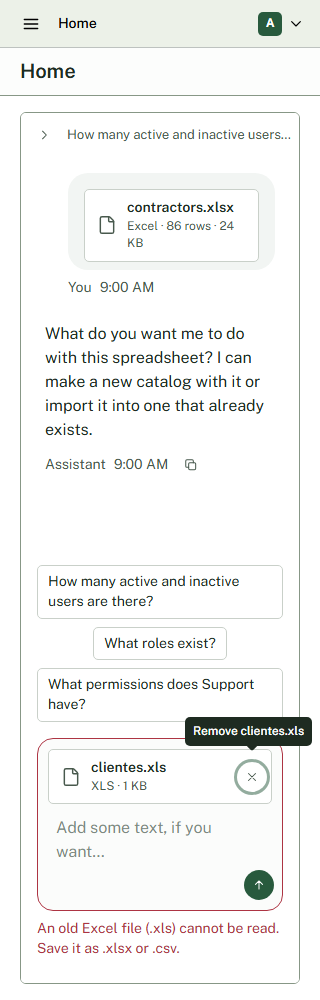 Home
A
Home
How many active and inactive users...
contractors.xlsx
Excel · 86 rows · 24
KB
You 9:00 AM
What do you want me to do
with this spreadsheet? I can
make a new catalog with it or
import it into one that already
exists.
Assistant 9:00 AM
How many active and inactive
users are there?
What roles exist?
What permissions does Support
have?
Remove clientes.xls
clientes.xls
XLS · 1 KB
Add some text, if you
want...
An old Excel file (.xls) cannot be read.
Save it as .xlsx or .csv.